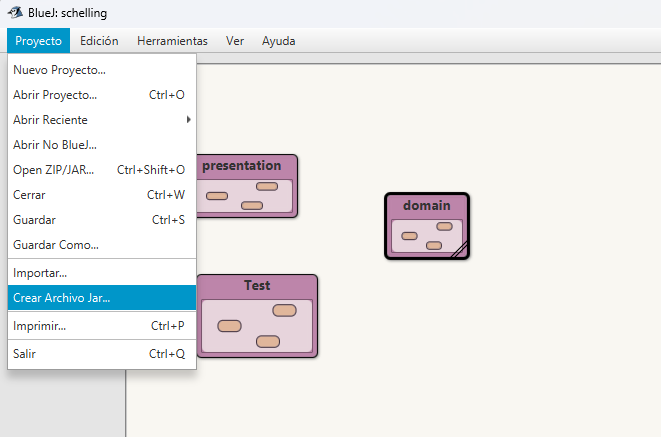 BlueJ: schelling
Proyecto Edición Herramientas Ver Ayuda
Nuevo Proyecto...
Abrir Proyecto... Ctrl+O
Abrir Reciente
Abrir No BlueJ...
Open ZIP/JAR... Ctrl+Shift+O
Cerrar Ctrl+W
Guardar Ctrl+S
Guardar Como...
Importar...
Crear Archivo Jar...
Imprimir... Ctrl+P
Salir Ctrl+Q
presentation
domain
Test